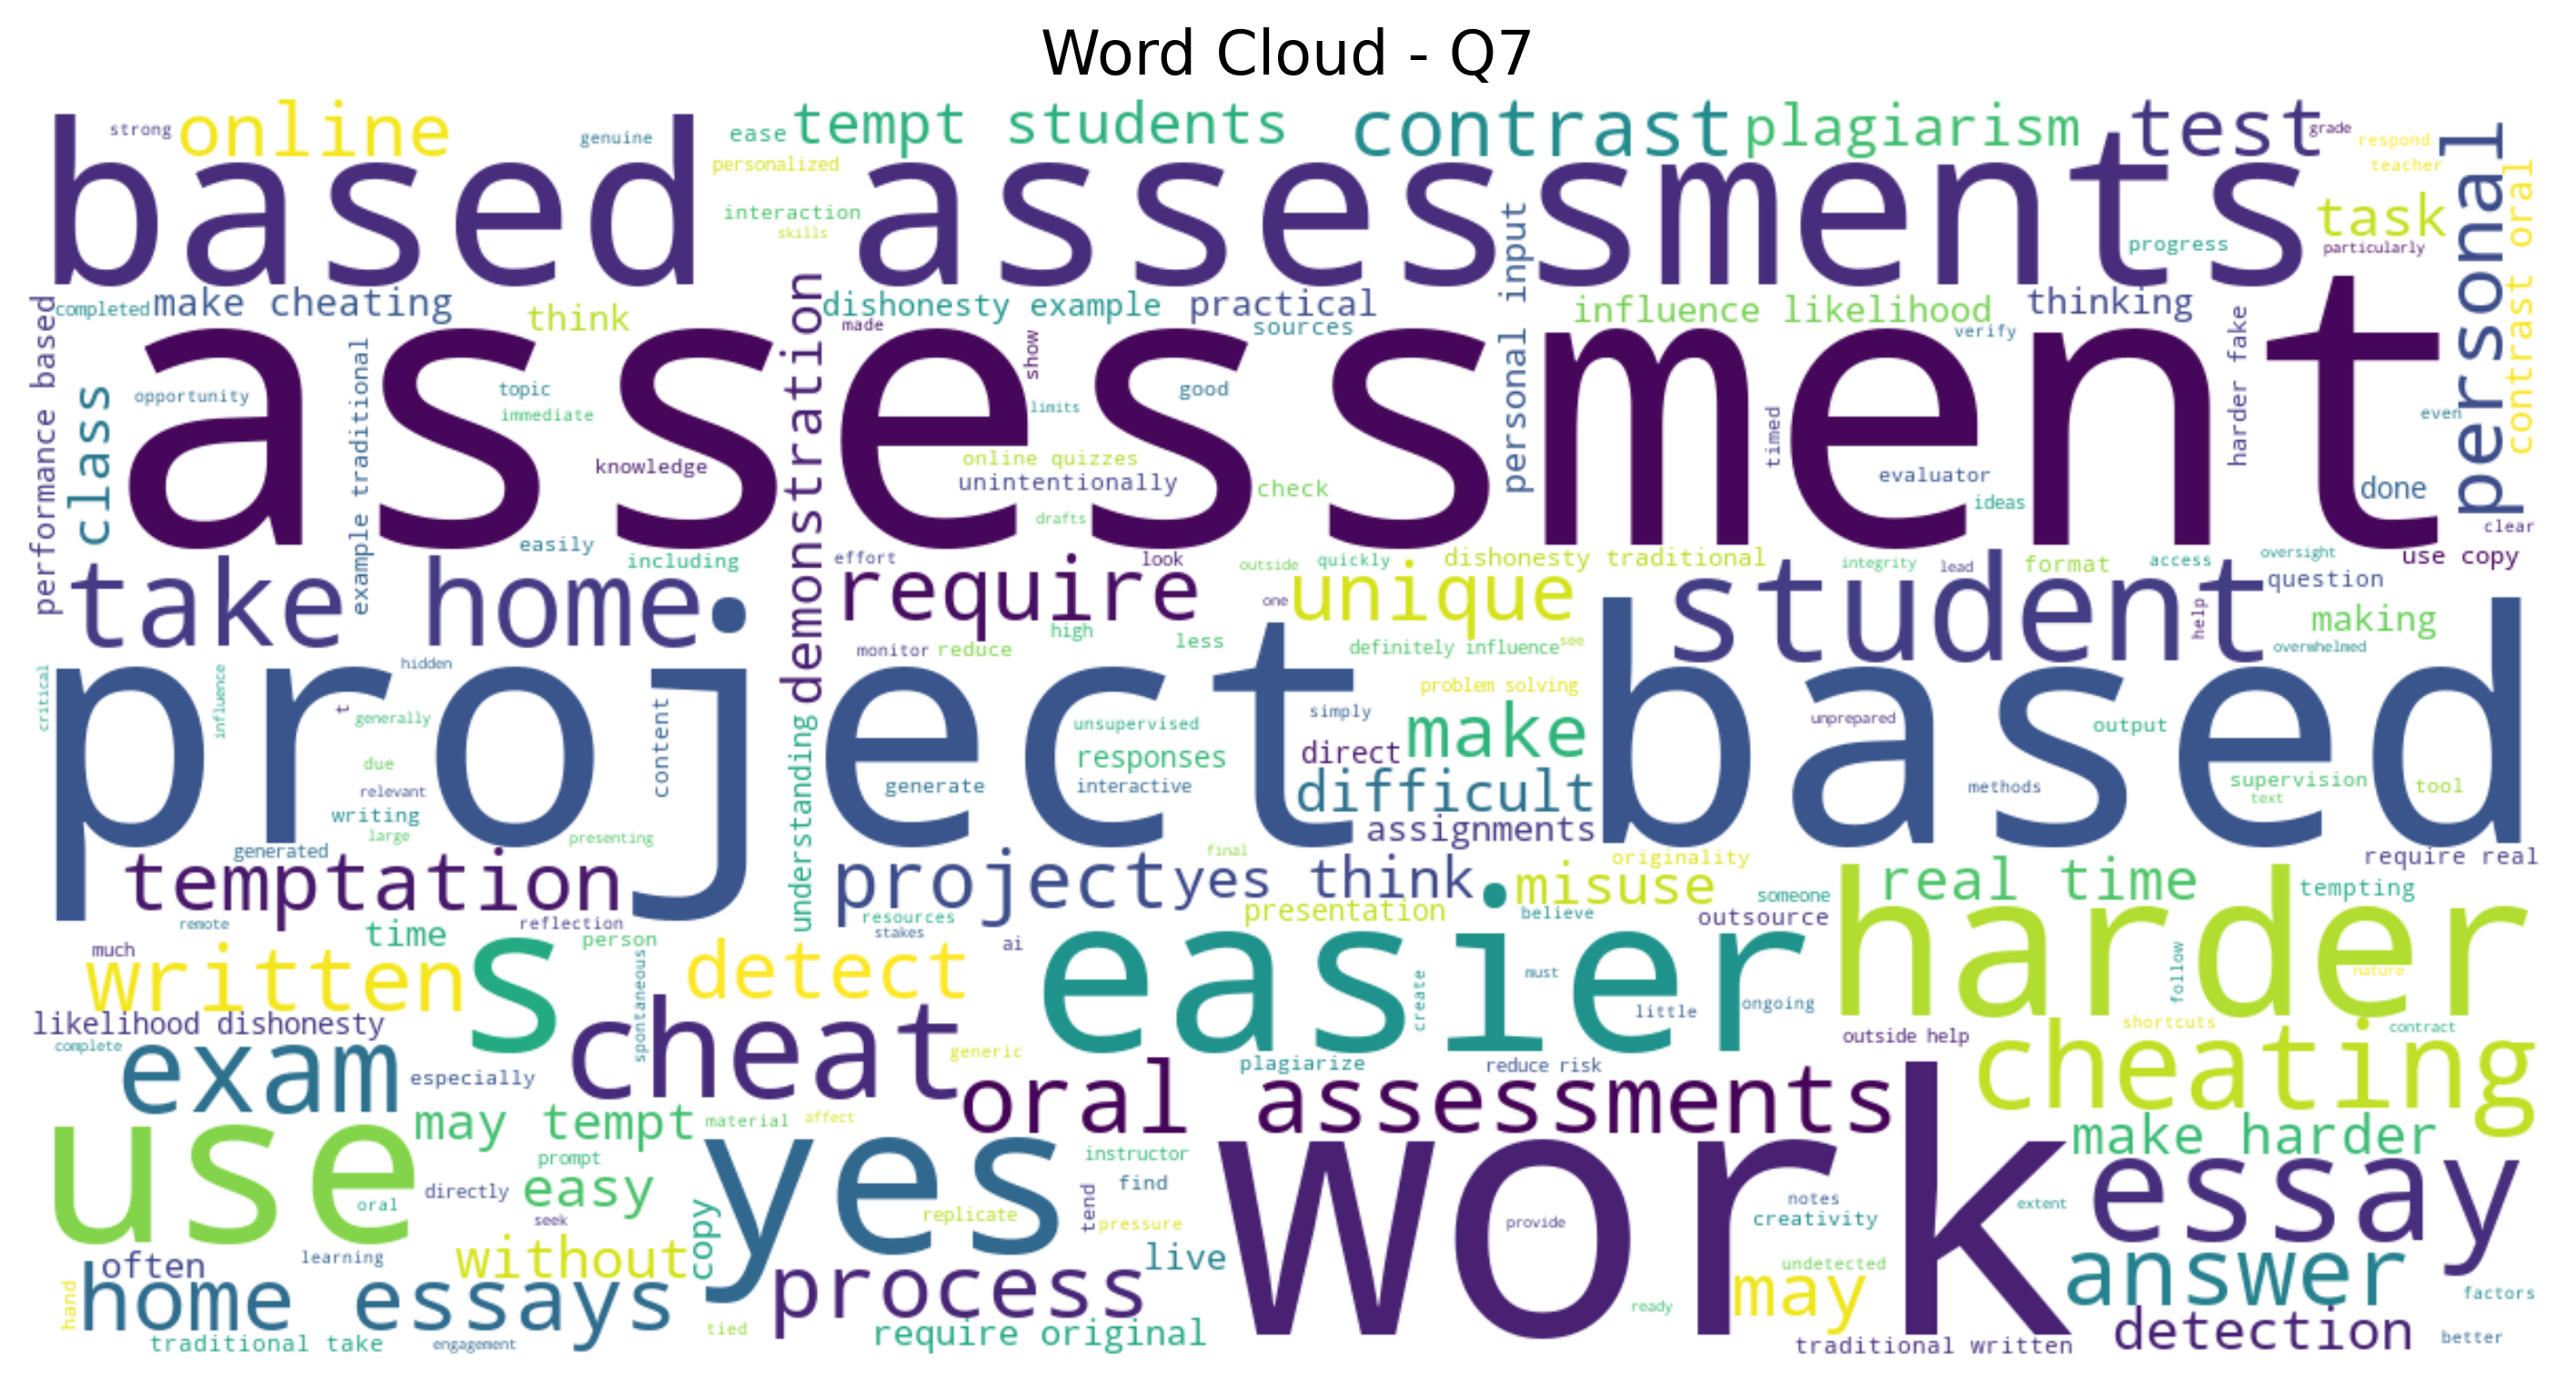 Word Cloud - Q7
strong
online
genuine
ease
tempt students
contrast
plagiarism
test
grade
respond
teacher
personal
based
assessments
personalized
interaction
skills
personal input
task
progress
particularly
contrast oral
completed
make cheating
think
demonstration
dishonesty example
practical
made
sources
show
influence likelihood
thinking
verify
harder fake
performance based
class
opportunity
example traditional
topic
immediate
assessment
good
limits
timed
even
knowledge
online quizzes
unintentionally
check
evaluator
ideas
done
drafts
clear
easily
including
effort
look
outside
quickly
dishonesty traditional
integrity
lead
format
access
oversight
use copy
take home
require
one
unique
student
question
help
making
high
less
monitor
reduce
definitely influence
see
overwhelmed
critical
influence
hidden
project based
t
generally
content
understanding
unsupervised
problem solving
simply
make
unprepared
output
due
relevant
responses
direct
generate
interactive
difficult
methods
supervision
text
tool
writing
large
presenting
assignments
generated
final
originality
require real
temptation
project
yes think
misuse
real time
tempting
someone
remote
reflection
resources
presentation
believe
outsource
harder
time
person
stakes
ai
much
written
s
detect
easier
spontaneous
create
must
little
ongoing
follow
nature
likelihood dishonesty
cheat
complete
exam
generic
outside help
shortcuts
contract
cheating
especially
plagiarize
reduce risk
oral assessments
use
may tempt
material
affect
yes
work
make harder
essay
prompt
instructor
directly
easy
find
oral
copy
tend
notes
extent
seek
replicate
pressure
provide
creativity
often
learning
without
live
undetected
answer
hand
home essays
process
may
ready
factors
tied
detection
traditional take
engagement
require original
traditional written
better